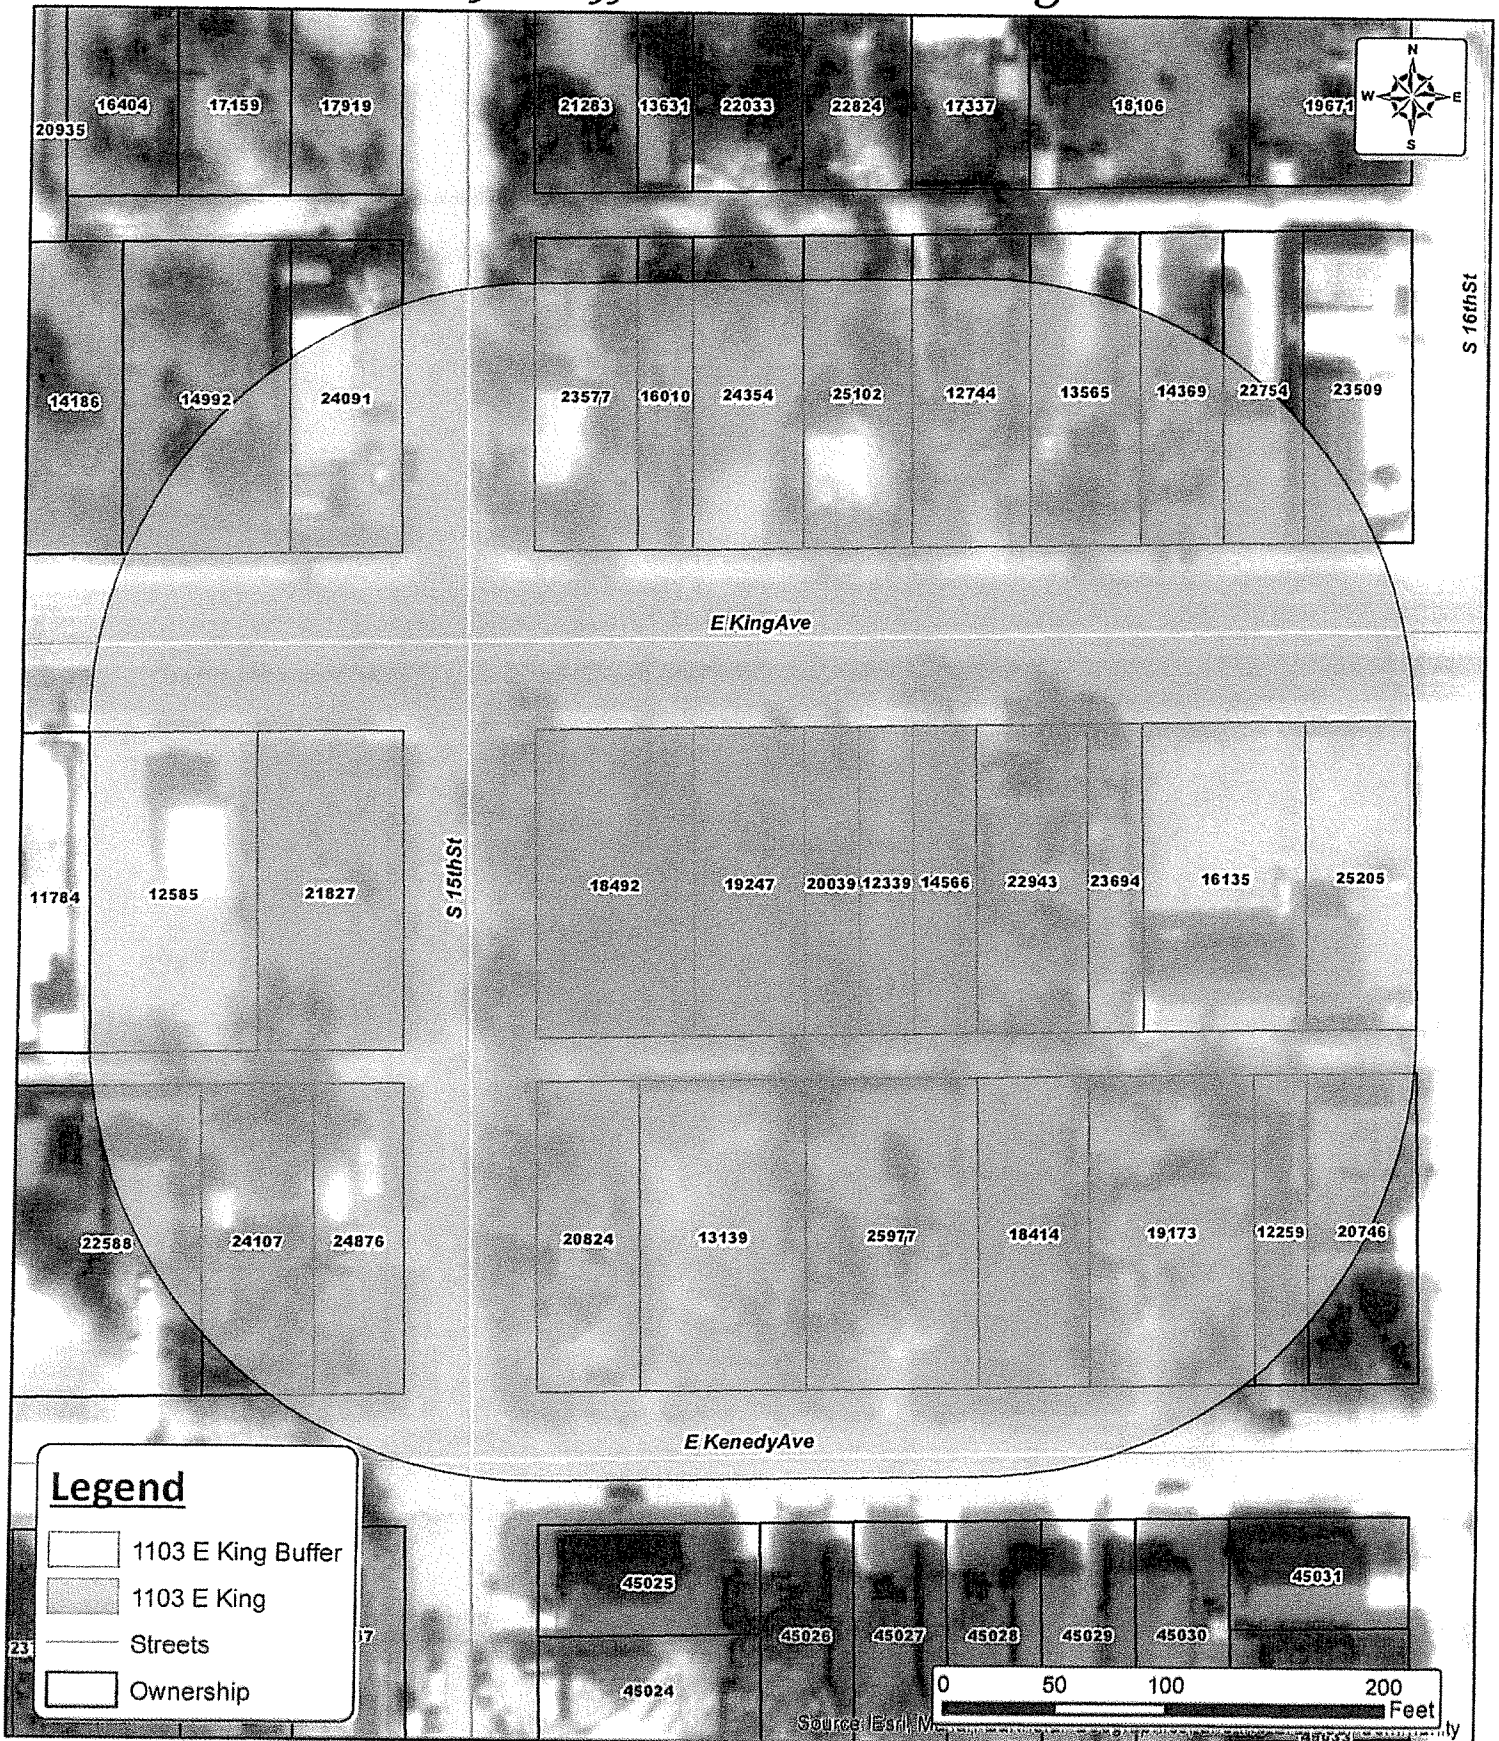 N
W E
S
16404 17159 17919 21283 13631 22033 22824 17337 18106 19671
20935
S 16thSt
14186 14992 24091 23577 16010 24354 25102 12744 13565 14369 22754 23509
E KingAve
S 15thSt
11784 12585 21827 18492 19247 20039 12339 14566 22943 23694 16135 25205
22588 24107 24876 20824 13139 25977 18414 19173 12259 20746
E KenedyAve
Legend
1103 E King Buffer
1103 E King
Streets
Ownership
45025 45031
45026 45027 45028 45029 45030
45024
0 50 100 200
Feet
Source: Esri,